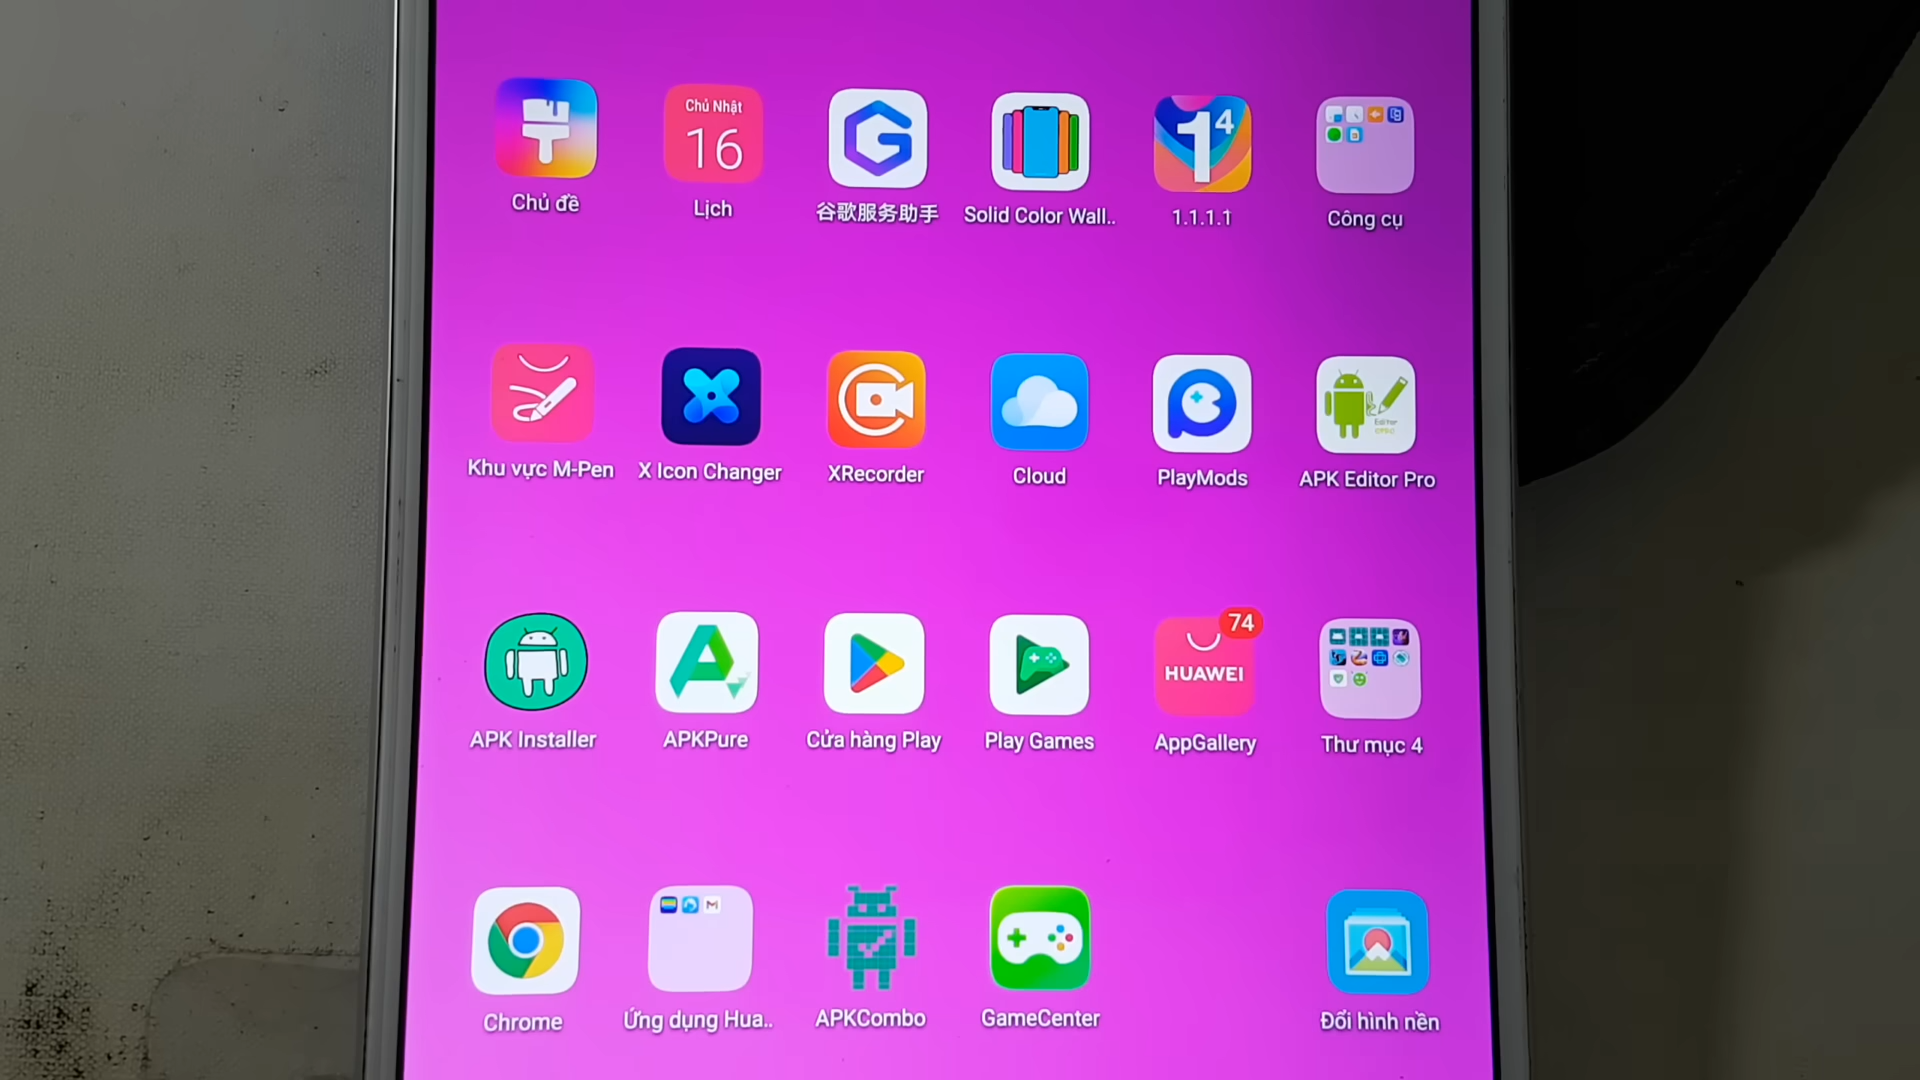 Chủ Nhật
16
1⁴
Chủ đề
Lịch
谷歌服务助手
Solid Color Wall..
1.1.1.1
Công cụ
Khu vực M-Pen
X Icon Changer
XRecorder
Cloud
PlayMods
APK Editor Pro
74
HUAWEI
APK Installer
APKPure
Cửa hàng Play
Play Games
AppGallery
Thư mục 4
Chrome
Ứng dụng Hua..
APKCombo
GameCenter
Đổi hình nền